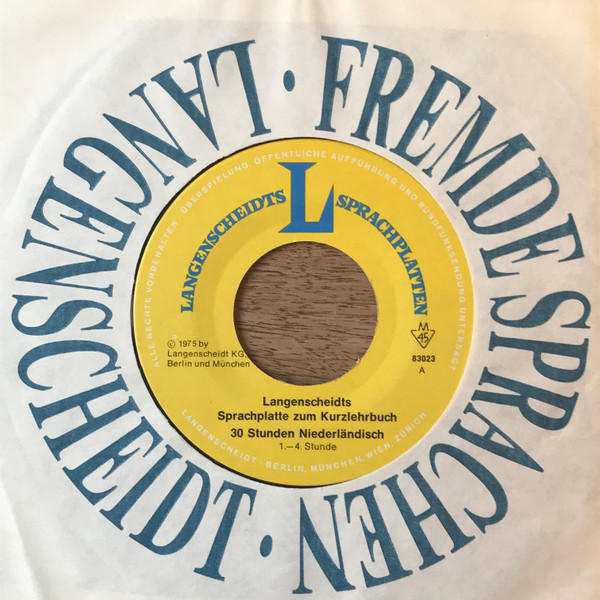 LANGENSCHEIDT · FREMDE SPRACHEN ·
ALLE RECHTE VORBEHALTEN · ÜBERSPIELUNG, ÖFFENTLICHE AUFFÜHRUNG UND RUNDFUNKSENDUNG UNTERSAGT
LANGENSCHEIDTS L SPRACHPLATTEN
© 1975 by
Langenscheidt KG,
Berlin und München
M
45
83023
A
Langenscheidts
Sprachplatte zum Kurzlehrbuch
30 Stunden Niederländisch
1.—4. Stunde
LANGENSCHEIDT · BERLIN, MÜNCHEN, WIEN, ZÜRICH